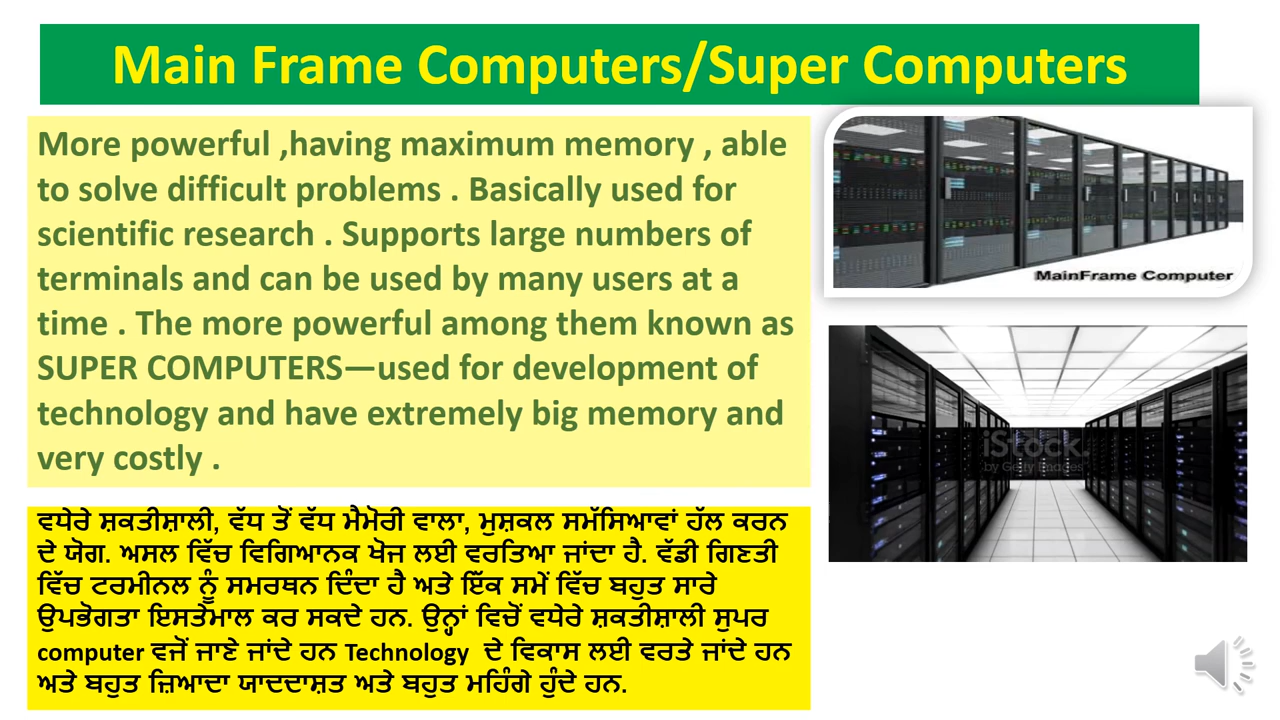 Main Frame Computers/Super Computers
More powerful ,having maximum memory , able
to solve difficult problems . Basically used for
scientific research . Supports large numbers of
terminals and can be used by many users at a
time . The more powerful among them known as
SUPER COMPUTERS—used for development of
technology and have extremely big memory and
very costly .
MainFrame Computer
iStock.
by Getty Images
ਵਧੇਰੇ ਸ਼ਕਤੀਸ਼ਾਲੀ, ਵੱਧ ਤੋਂ ਵੱਧ ਮੈਮੋਰੀ ਵਾਲਾ, ਮੁਸ਼ਕਲ ਸਮੱਸਿਆਵਾਂ ਹੱਲ ਕਰਨ
ਦੇ ਯੋਗ. ਅਸਲ ਵਿੱਚ ਵਿਗਿਆਨਕ ਖੋਜ ਲਈ ਵਰਤਿਆ ਜਾਂਦਾ ਹੈ. ਵੱਡੀ ਗਿਣਤੀ
ਵਿੱਚ ਟਰਮੀਨਲ ਨੂੰ ਸਮਰਥਨ ਦਿੰਦਾ ਹੈ ਅਤੇ ਇੱਕ ਸਮੇਂ ਵਿੱਚ ਬਹੁਤ ਸਾਰੇ
ਉਪਭੋਗਤਾ ਇਸਤੇਮਾਲ ਕਰ ਸਕਦੇ ਹਨ. ਉਨ੍ਹਾਂ ਵਿਚੋਂ ਵਧੇਰੇ ਸ਼ਕਤੀਸ਼ਾਲੀ ਸੁਪਰ
computer ਵਜੋਂ ਜਾਣੇ ਜਾਂਦੇ ਹਨ Technology ਦੇ ਵਿਕਾਸ ਲਈ ਵਰਤੇ ਜਾਂਦੇ ਹਨ
ਅਤੇ ਬਹੁਤ ਜ਼ਿਆਦਾ ਯਾਦਦਾਸ਼ਤ ਅਤੇ ਬਹੁਤ ਮਹਿੰਗੇ ਹੁੰਦੇ ਹਨ.